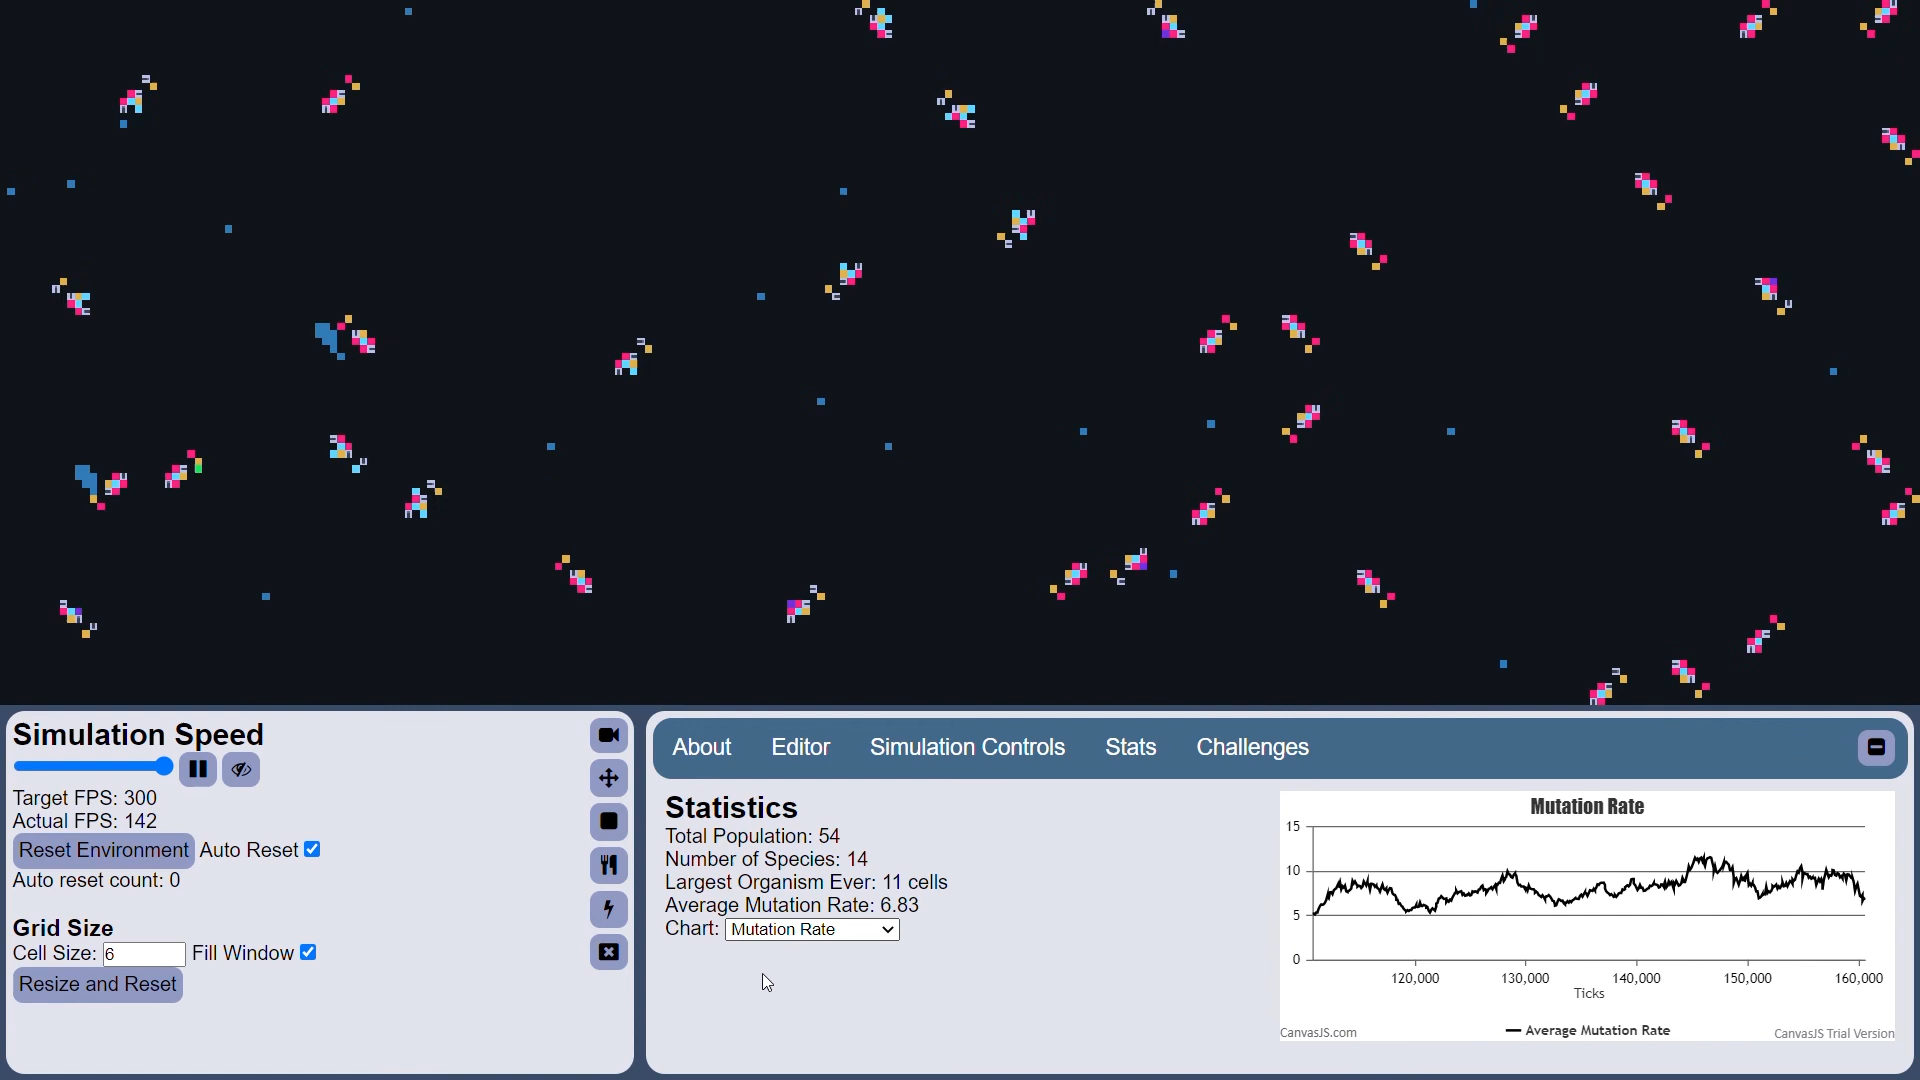 Simulation Speed
Target FPS: 300
Actual FPS: 142
Reset Environment Auto Reset
Auto reset count: 0
Grid Size
Cell Size: 6 Fill Window
Resize and Reset
About Editor Simulation Controls Stats Challenges
Statistics
Total Population: 54
Number of Species: 14
Largest Organism Ever: 11 cells
Average Mutation Rate: 6.83
Chart: Mutation Rate
Mutation Rate
15
10
5
0
120,000 130,000 140,000 150,000 160,000
Ticks
Average Mutation Rate
CanvasJS.com
CanvasJS Trial Version